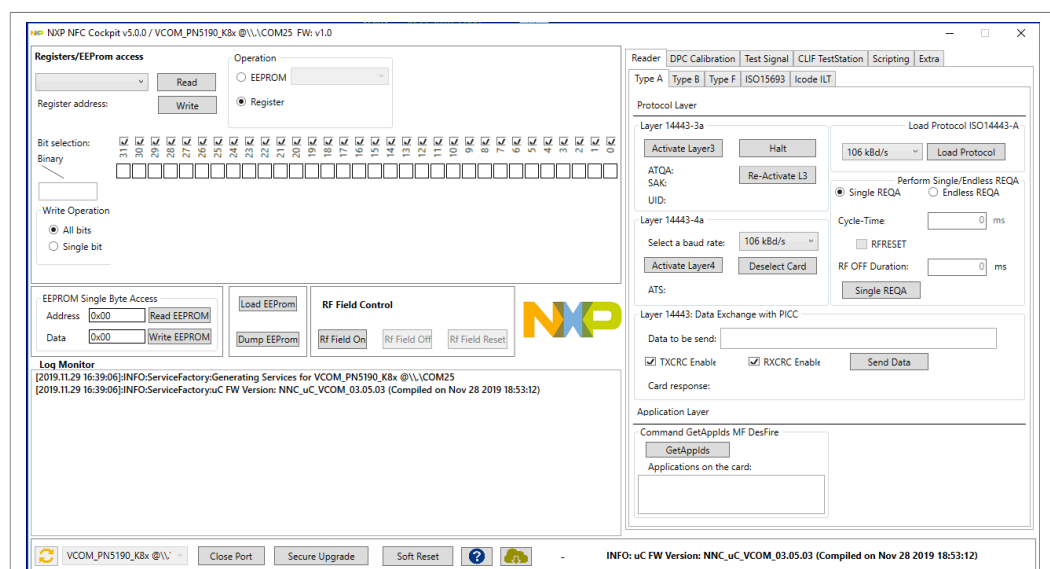 NXP NFC Cockpit v5.0.0 / VCOM_PN5190_K8x @\\.\COM25 FW: v1.0
Registers/EEProm access
Read
Register address:
Write
Operation
EEPROM
Register
Bit selection:
31 30 29 28 27 26 25 24 23 22 21 20 19 18 17 16 15 14 13 12 11 10 9 8 7 6 5 4 3 2 1 0
Binary
Write Operation
All bits
Single bit
EEPROM Single Byte Access
Address 0x00 Read EEPROM
Data 0x00 Write EEPROM
Load EEProm
Dump EEProm
RF Field Control
RF Field On RF Field Off RF Field Reset
NXP
Log Monitor
[2019.11.29 16:39:06]:INFO:ServiceFactory:Generating Services for VCOM_PN5190_K8x @\\.\COM25
[2019.11.29 16:39:06]:INFO:ServiceFactory:uC FW Version: NNC_uC_VCOM_03.05.03 (Compiled on Nov 28 2019 18:53:12)
Reader DPC Calibration Test Signal CLIF TestStation Scripting Extra
Type A Type B Type F ISO15693 Icode ILT
Protocol Layer
Layer 14443-3a
Activate Layer3 Halt
ATQA:
SAK:
Re-Activate L3
UID:
Load Protocol ISO14443-A
106 kBd/s Load Protocol
Perform Single/Endless REQA
Single REQA Endless REQA
Cycle-Time: 0 ms
RFRESET
RF OFF Duration: 0 ms
Single REQA
Layer 14443-4a
Select a baud rate: 106 kBd/s
Activate Layer4 Deselect Card
ATS:
Layer 14443: Data Exchange with PICC
Data to be send:
TXCRC Enable RXCRC Enable Send Data
Card response:
Application Layer
Command GetAppIds MF DesFire
GetAppIds
Applications on the card:
VCOM_PN5190_K8x @\\.' Close Port Secure Upgrade Soft Reset ? - INFO: uC FW Version: NNC_uC_VCOM_03.05.03 (Compiled on Nov 28 2019 18:53:12)